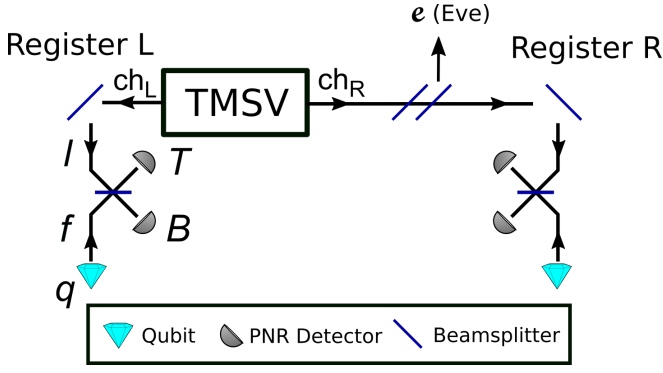 e (Eve)
Register L
Register R
ch_L
TMSV
ch_R
l
T
f
B
q
Qubit
PNR Detector
Beamsplitter